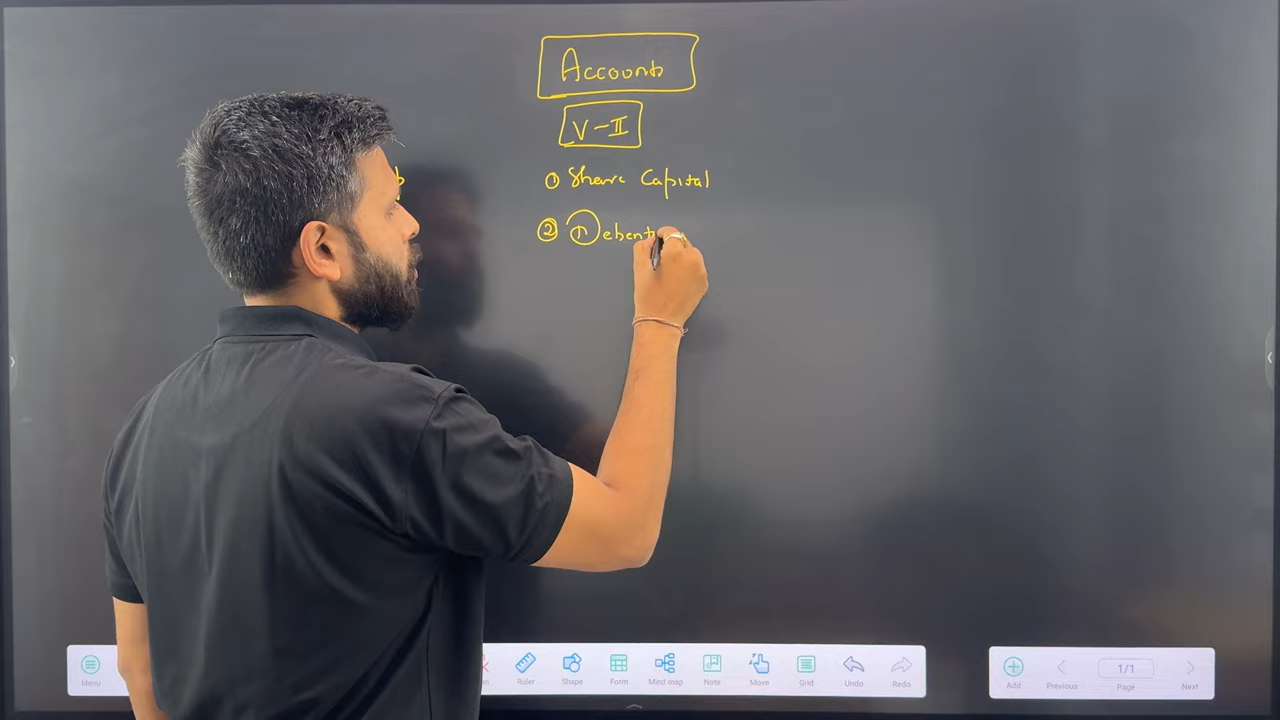 Accounts
V-II
① Share Capital
② Debent
Menu
Ruler
Shape
Form
Mind map
Note
Move
Grid
Undo
Redo
Add
Previous
1/1
Page
Next